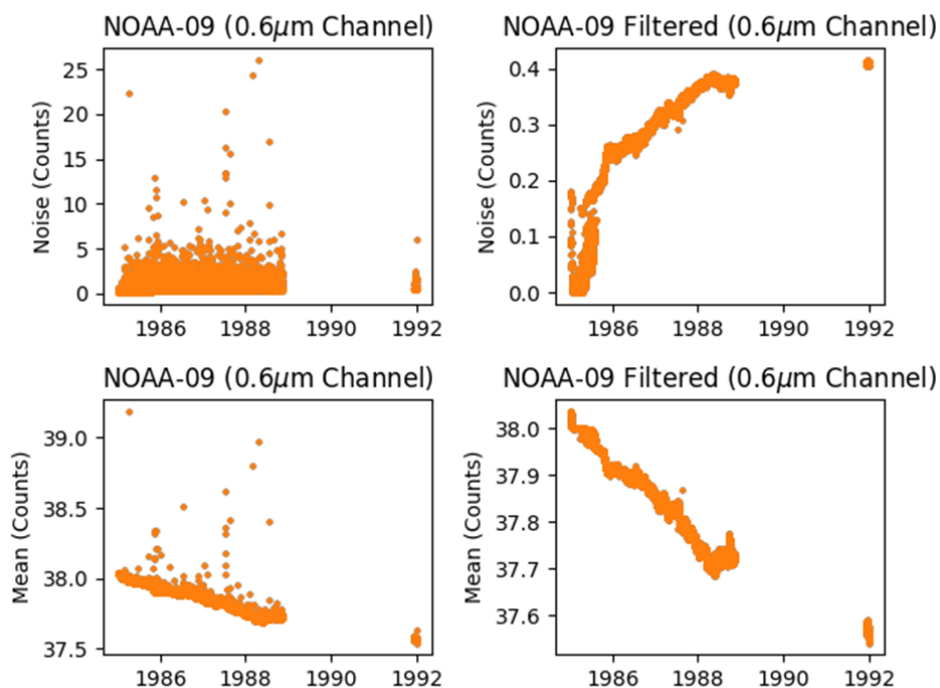 NOAA-09 (0.6μm Channel)
NOAA-09 Filtered (0.6μm Channel)
Noise (Counts)
25
20
15
10
5
0
1986 1988 1990 1992
Noise (Counts)
0.4
0.3
0.2
0.1
0.0
1986 1988 1990 1992
NOAA-09 (0.6μm Channel)
NOAA-09 Filtered (0.6μm Channel)
Mean (Counts)
39.0
38.5
38.0
37.5
1986 1988 1990 1992
Mean (Counts)
38.0
37.9
37.8
37.7
37.6
1986 1988 1990 1992